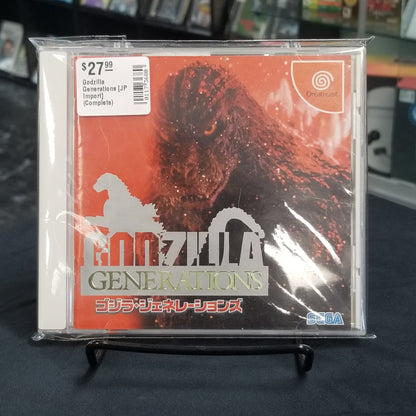 $27.99
Godzilla
Generations [JP
Import]
(Complete)
Dreamcast
GODZILLA
GENERATIONS
ゴジラ・ジェネレーションズ
SEGA